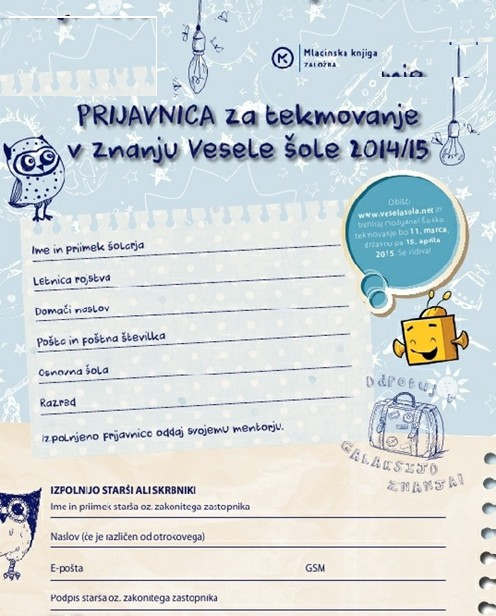 Mladinska knjiga
ZALOŽBA
PRIJAVNICA za tekmovanje
v znanju Vesele šole 2014/15
Obišči
www.veselasola.net in
treniraj možgane! Šolsko
tekmovanje bo 11. marca,
državno pa 15. aprila
2015. Se vidiva!
Ime in priimek šolarja
Letnica rojstva
Domači naslov
Pošta in poštna številka
Osnovna šola
Razred
Izpolnjeno prijavnico oddaj svojemu mentorju.
Odpotuj v
GALAKSIJO
ZNANJA!
IZPOLNIJO STARŠI ALI SKRBNIKI
Ime in priimek starša oz. zakonitega zastopnika
Naslov (če je različen od otrokovega)
E-pošta GSM
Podpis starša oz. zakonitega zastopnika